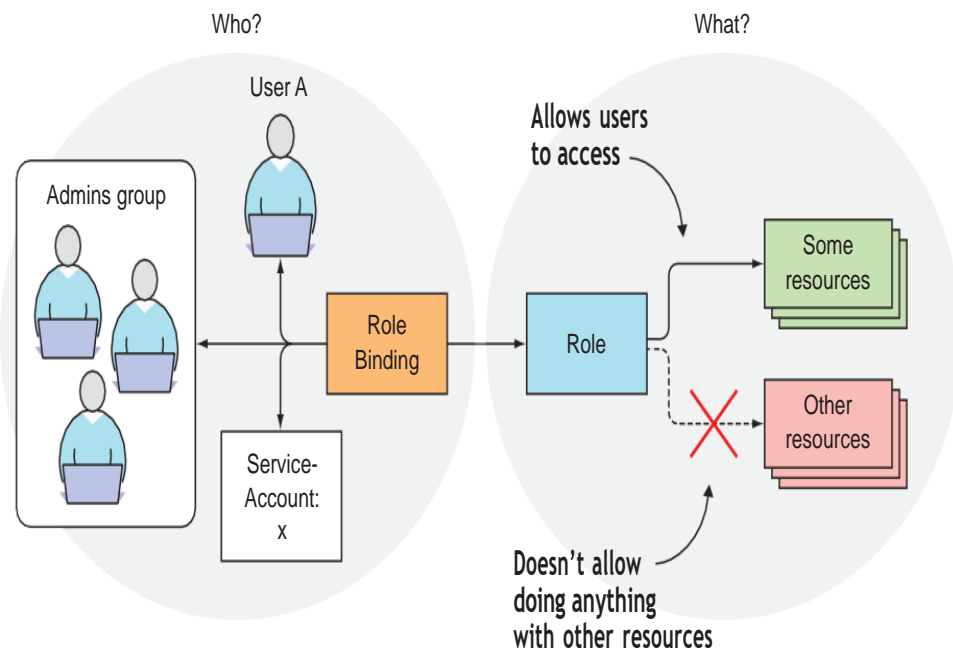 Who?
What?
User A
Admins group
Allows users
to access
Some
resources
Role
Binding
Role
Other
resources
Service-
Account:
x
Doesn't allow
doing anything
with other resources